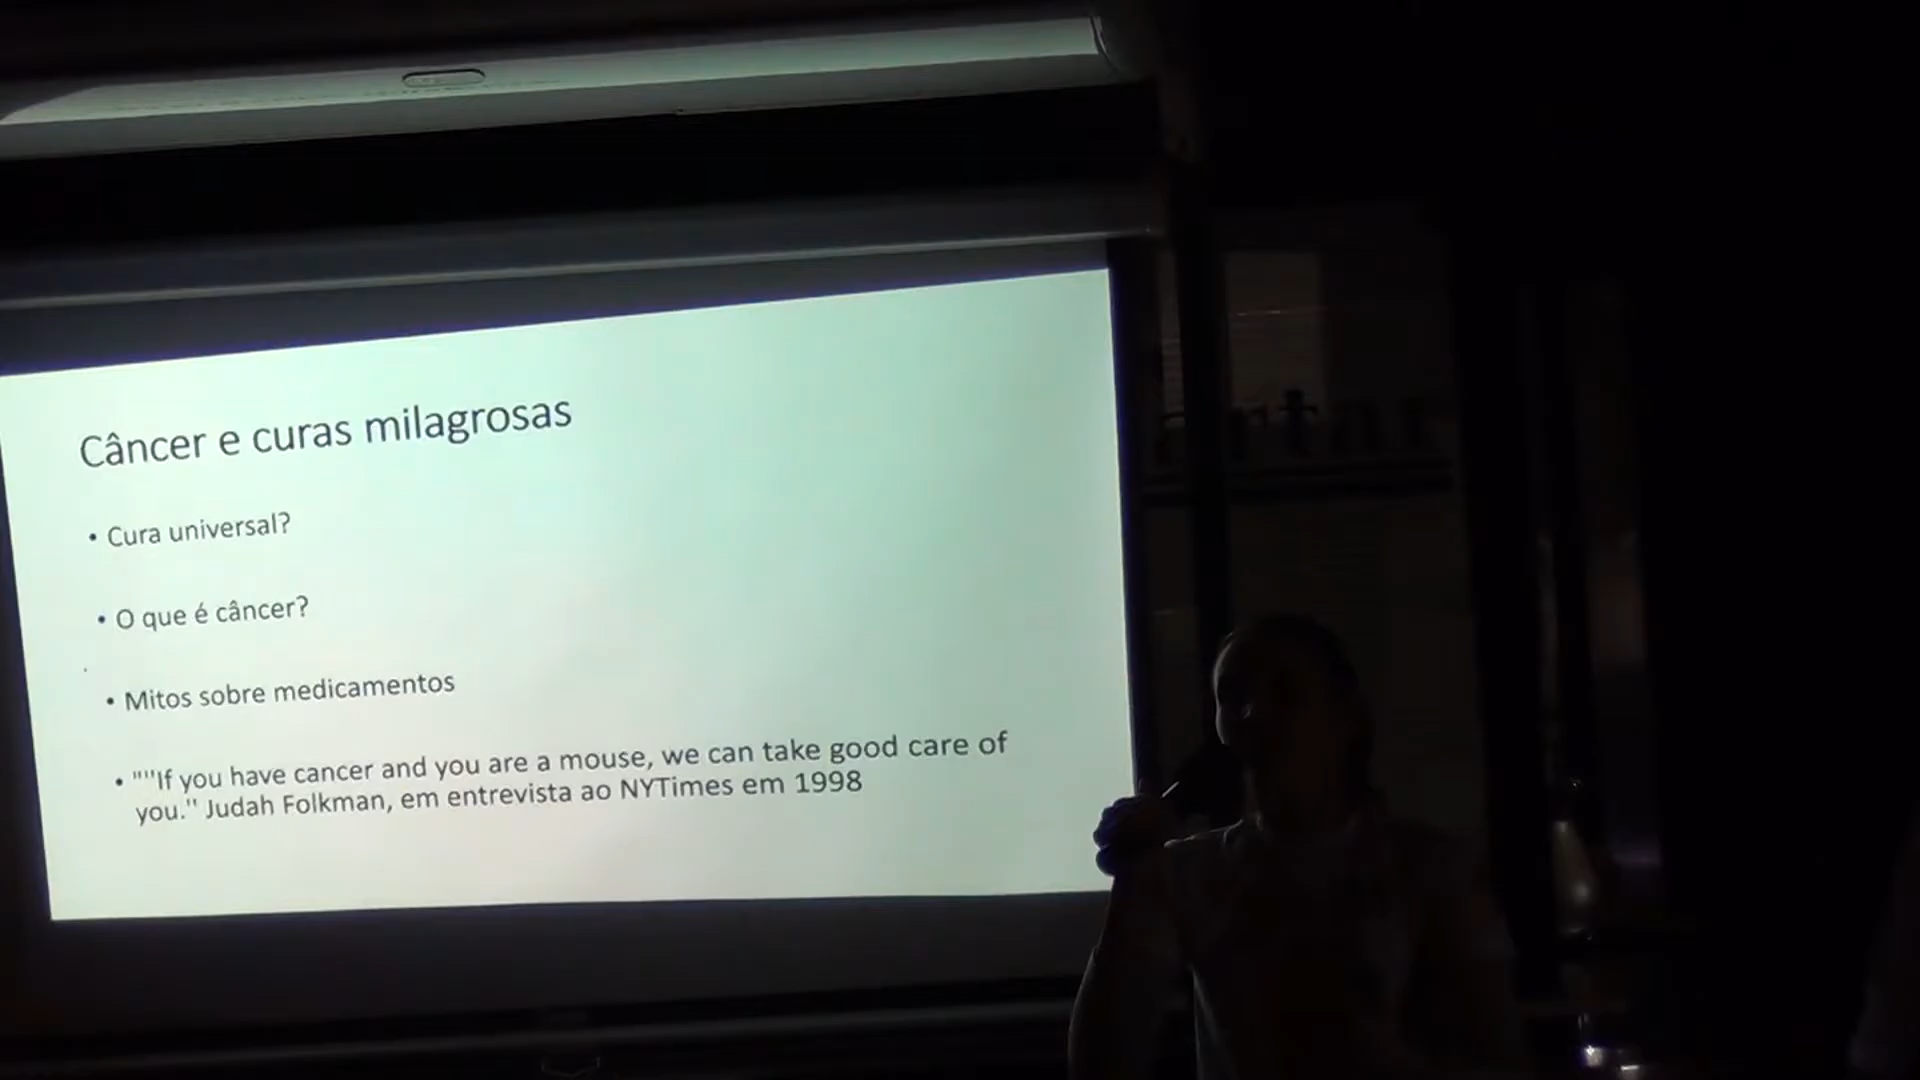 Câncer e curas milagrosas
• Cura universal?
• O que é câncer?
• Mitos sobre medicamentos
• ""If you have cancer and you are a mouse, we can take good care of
you." Judah Folkman, em entrevista ao NYTimes em 1998